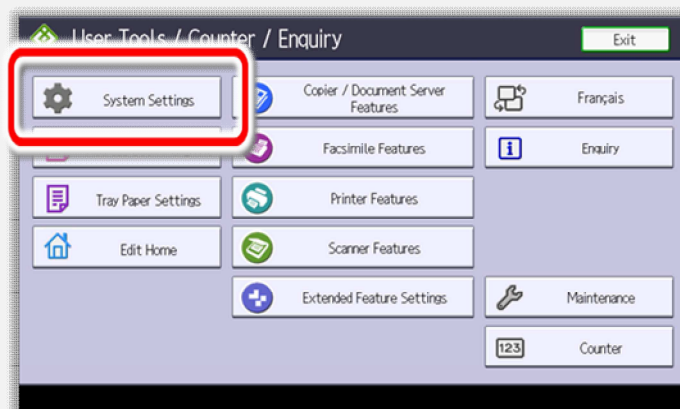 User Tools / Counter / Enquiry
Exit
System Settings
Copier / Document Server
Features
Français
Facsimile Features
Enquiry
Tray Paper Settings
Printer Features
Edit Home
Scanner Features
Extended Feature Settings
Maintenance
123
Counter